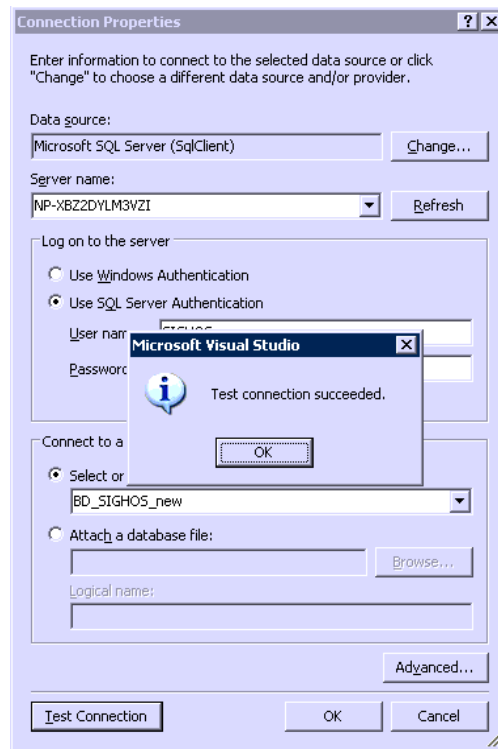 Connection Properties
Enter information to connect to the selected data source or click
"Change" to choose a different data source and/or provider.
Data source:
Microsoft SQL Server (SqlClient)
Change...
Server name:
NP-XBZ2DYLM3VZI
Refresh
Log on to the server
Use Windows Authentication
Use SQL Server Authentication
User nam
Password
Microsoft Visual Studio
Test connection succeeded.
OK
Connect to a
Select or
BD_SIGHOS_new
Attach a database file:
Browse...
Logical name:
Advanced...
Test Connection
OK
Cancel